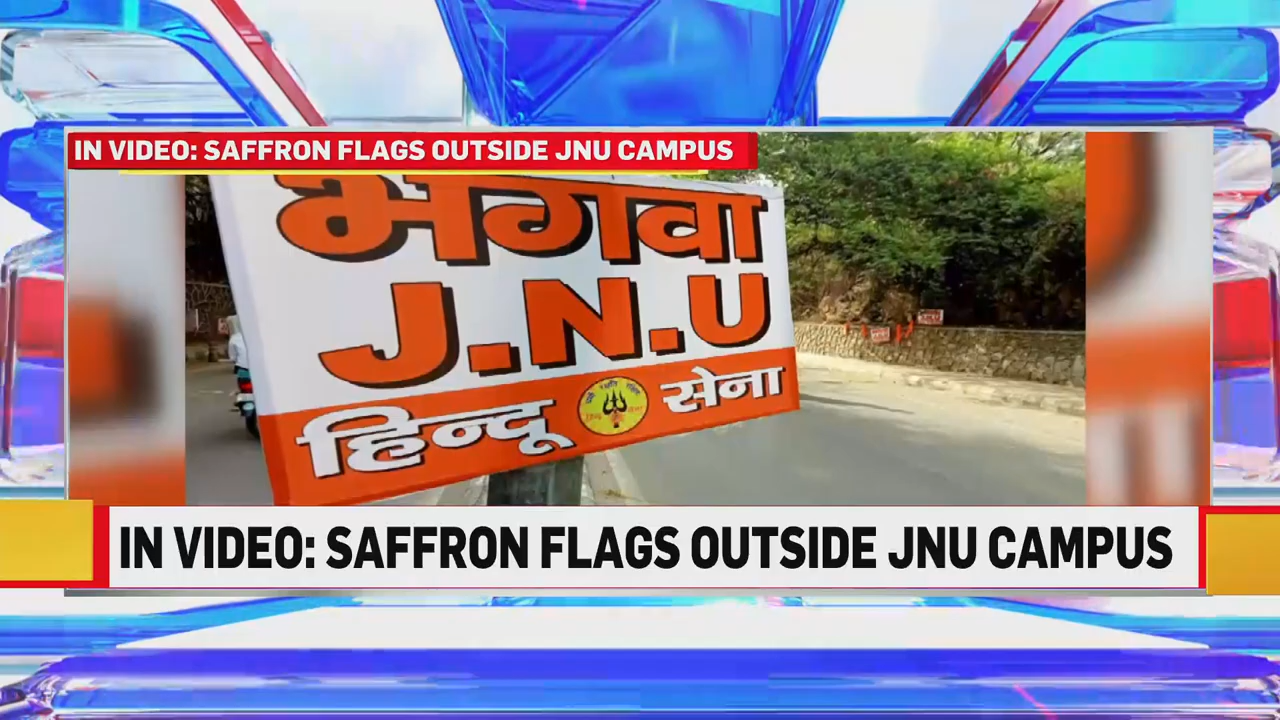 IN VIDEO: SAFFRON FLAGS OUTSIDE JNU CAMPUS
भगवा
J.N.U
हिन्दू सेना
IN VIDEO: SAFFRON FLAGS OUTSIDE JNU CAMPUS